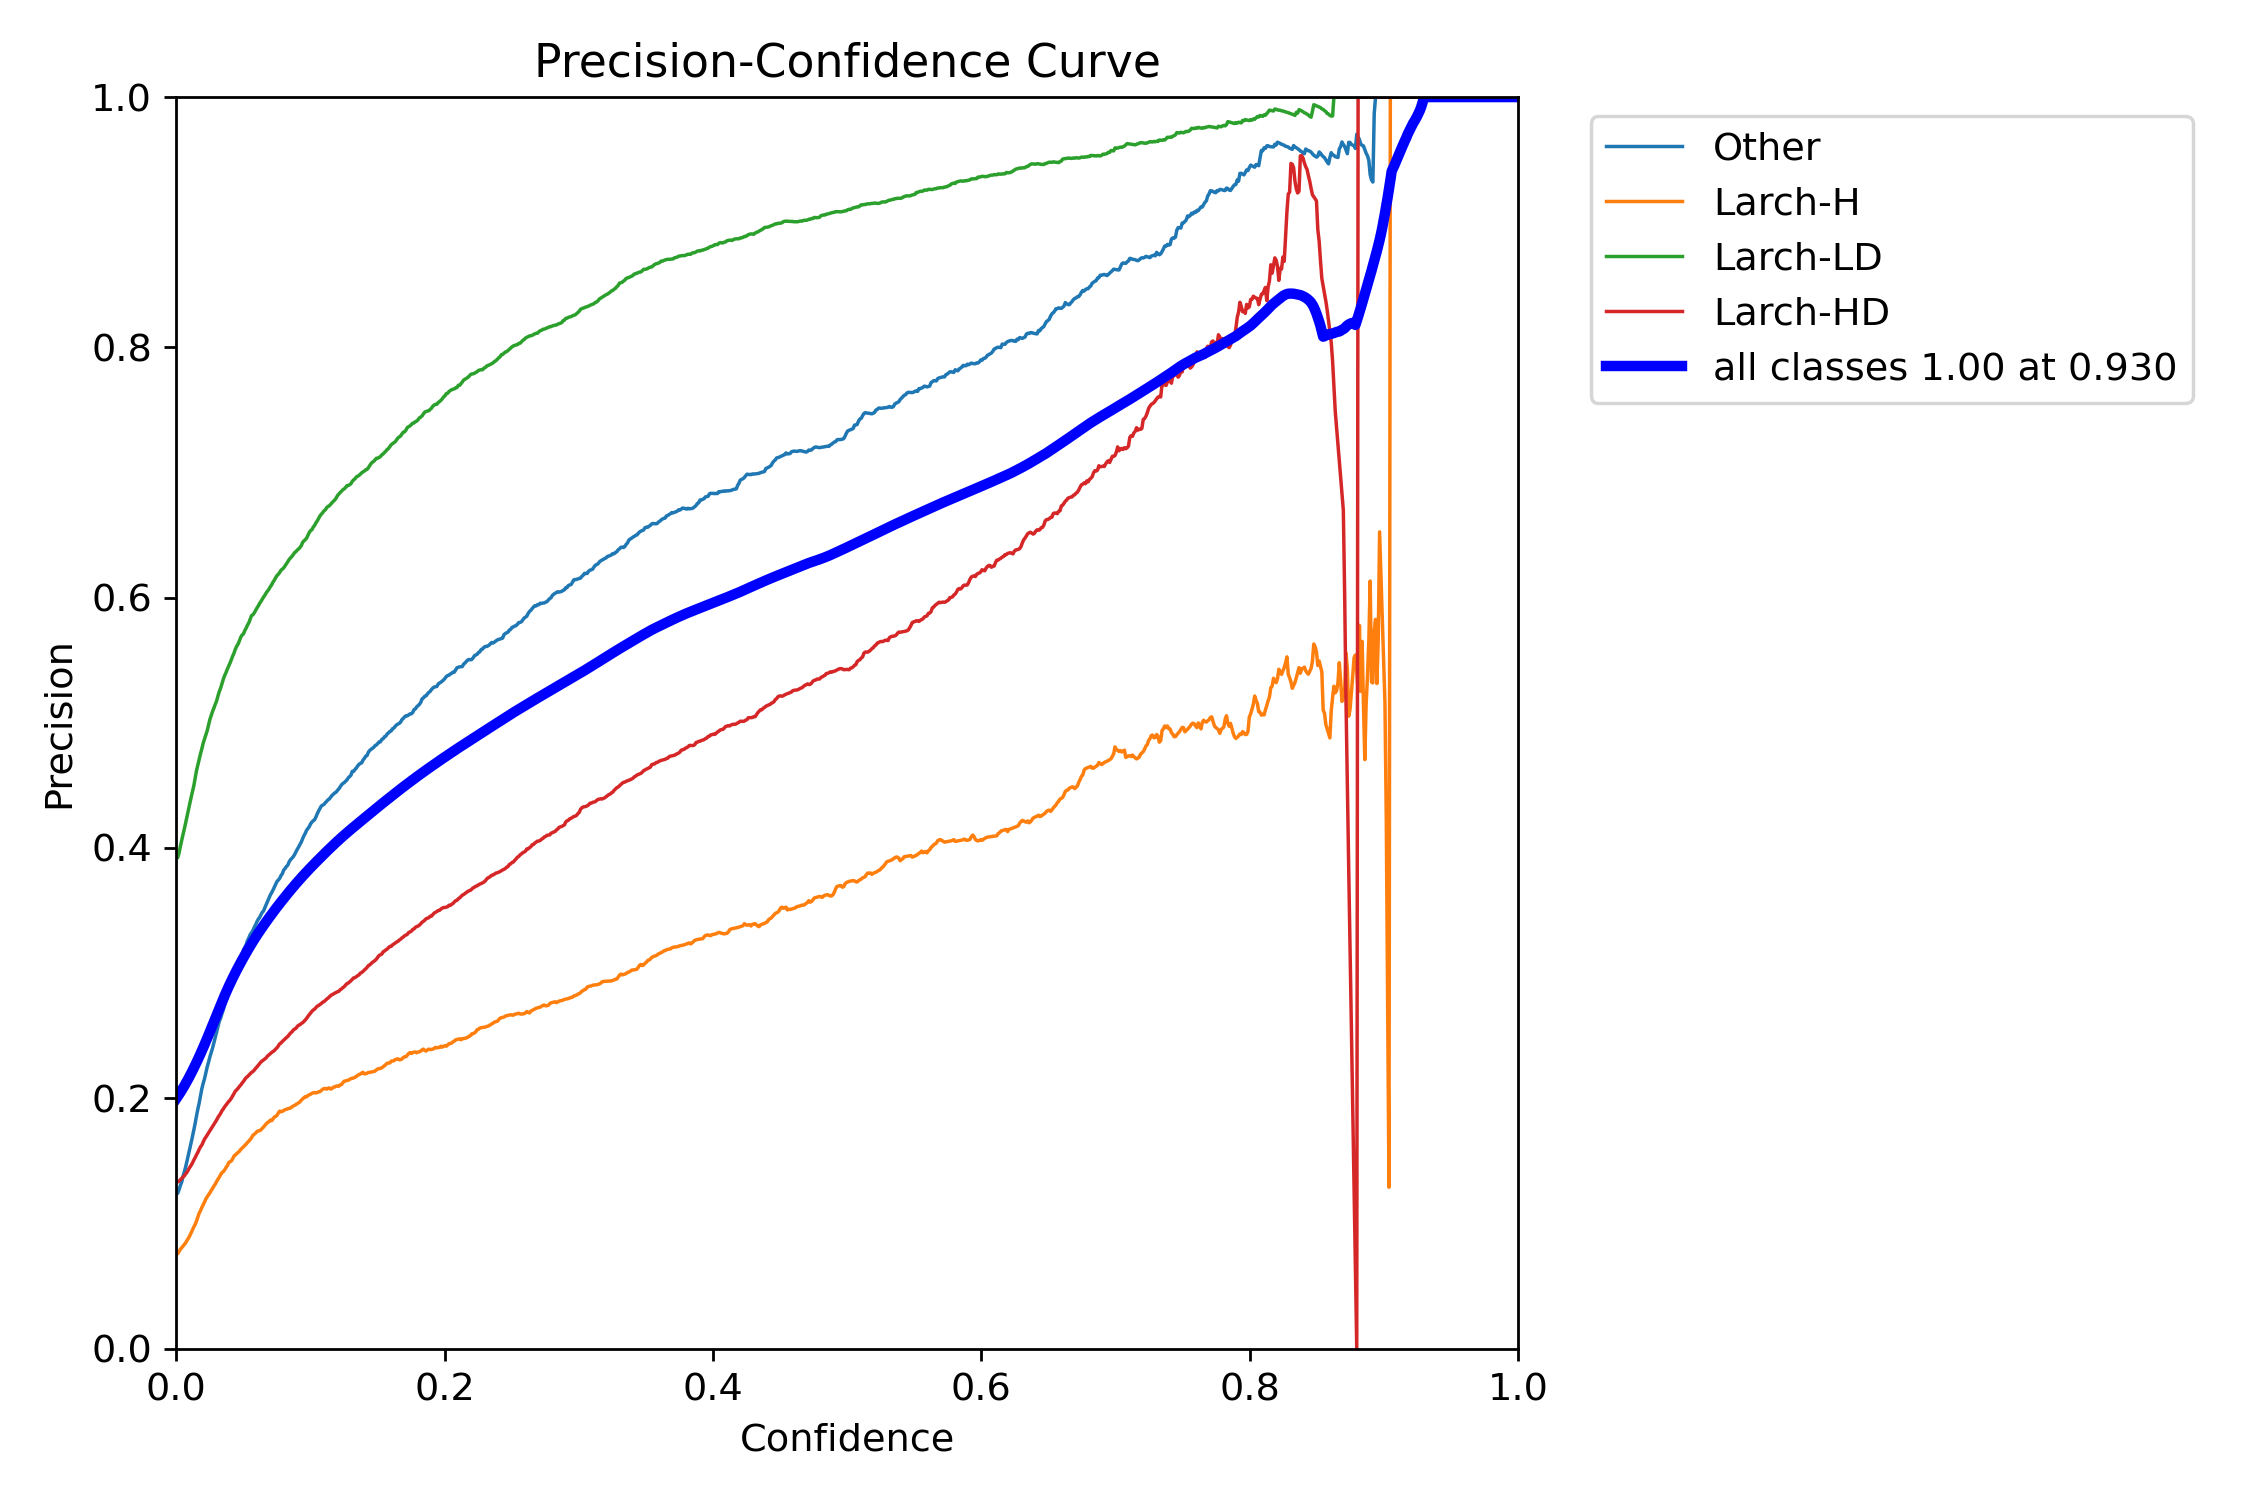 Precision-Confidence Curve
1.0
0.8
0.6
0.4
0.2
0.0
Precision
0.0 0.2 0.4 0.6 0.8 1.0
Confidence
Other
Larch-H
Larch-LD
Larch-HD
all classes 1.00 at 0.930